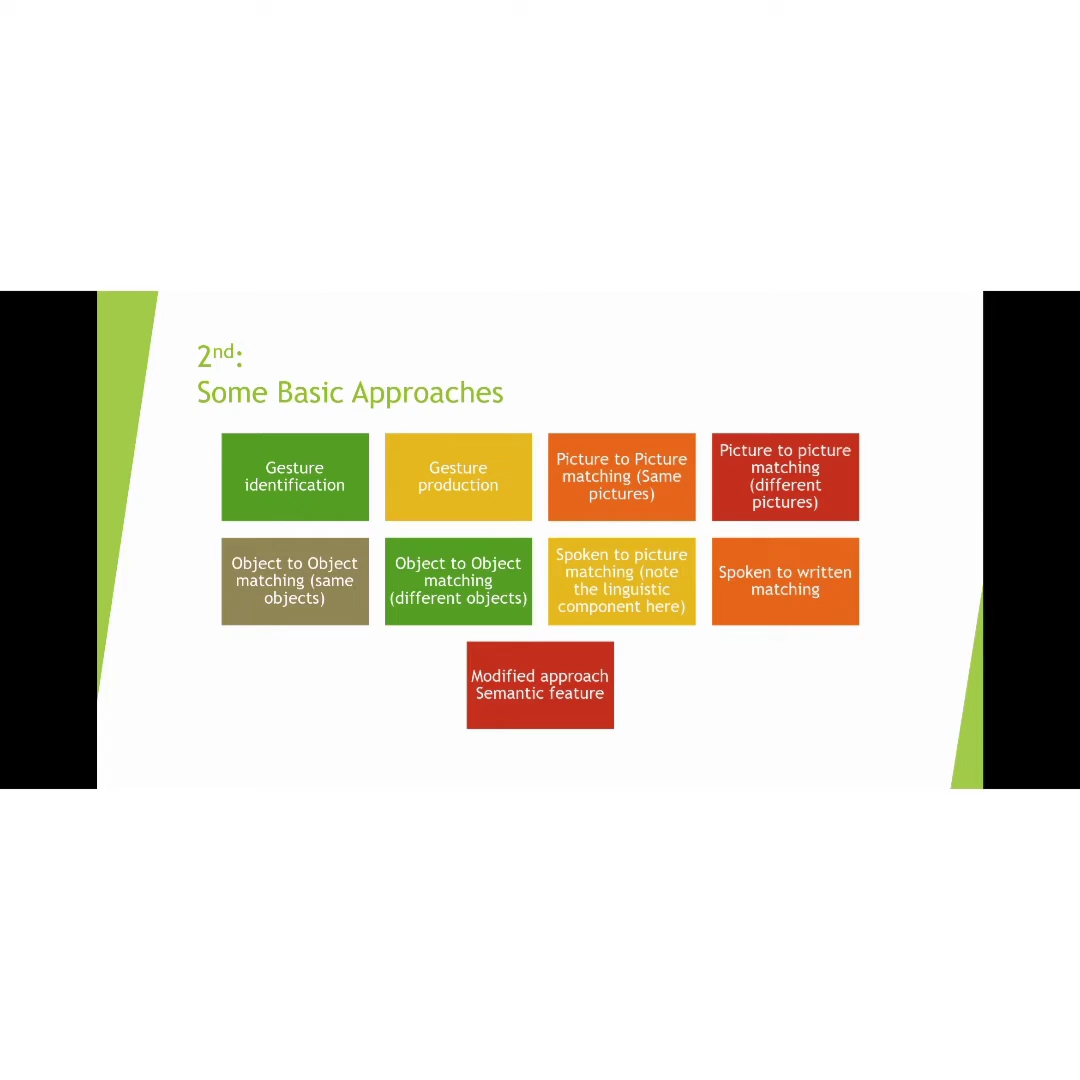 2nd:
Some Basic Approaches
Gesture
identification
Gesture
production
Picture to Picture
matching (Same
pictures)
Picture to picture
matching
(different
pictures)
Object to Object
matching (same
objects)
Object to Object
matching
(different objects)
Spoken to picture
matching (note
the linguistic
component here)
Spoken to written
matching
Modified approach
Semantic feature